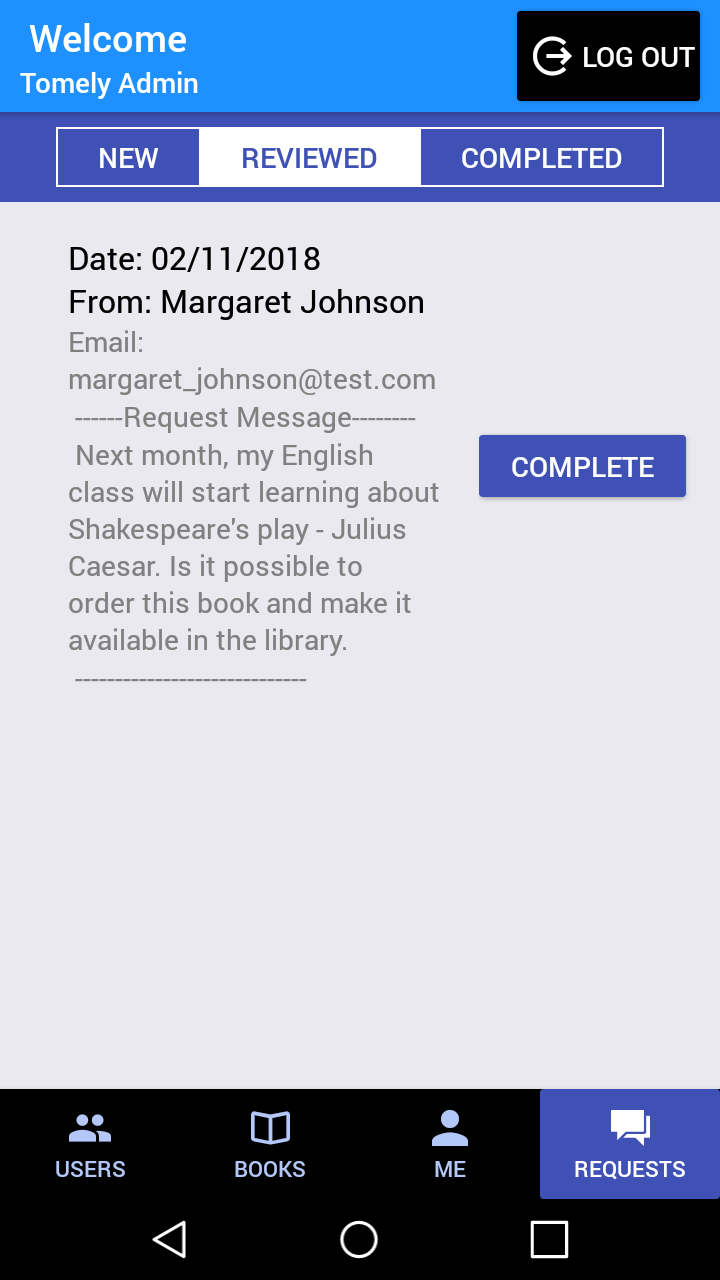 Welcome
Tomely Admin
LOG OUT
NEW
REVIEWED
COMPLETED
Date: 02/11/2018
From: Margaret Johnson
Email:
margaret_johnson@test.com
------Request Message--------
Next month, my English
class will start learning about
Shakespeare's play - Julius
Caesar. Is it possible to
order this book and make it
available in the library.
-----------------------------
COMPLETE
USERS
BOOKS
ME
REQUESTS